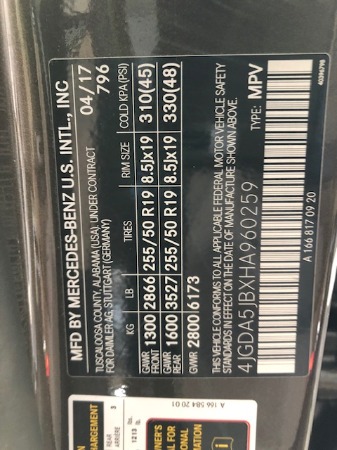 MFD BY MERCEDES-BENZ U.S. INTL., INC
TUSCALOOSA COUNTY, ALABAMA (USA) UNDER CONTRACT
FOR DAIMLER AG, STUTTGART (GERMANY)
04/17
796
KG LB TIRES RIM SIZE COLD KPA(PSI)
GAWR FRONT 1300 2866 255/50 R19 8.5Jx19 310(45)
GAWR REAR 1600 3527 255/50 R19 8.5Jx19 330(48)
GVWR 2800 6173
THIS VEHICLE CONFORMS TO ALL APPLICABLE FEDERAL MOTOR VEHICLE SAFETY
STANDARDS IN EFFECT ON THE DATE OF MANUFACTURE SHOWN ABOVE.
4JGDA5JBXHA960259 TYPE: MPV
A 166 817 09 20
A 166 584 20 01
3
1213 lbs.